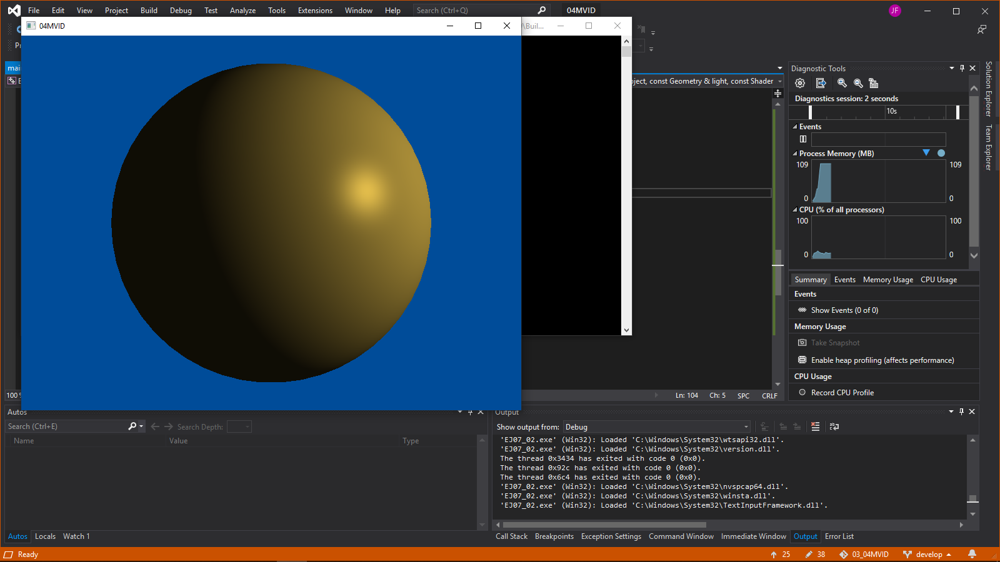 File Edit View Project Build Debug Test Analyze Tools Extensions Window Help Search (Ctrl+Q) 04MVID JF
04MVID
\Buil...
Pr
mai
E
ject, const Geometry & light, const Shader
100 %
Ln: 104 Ch: 5 SPC CRLF
Diagnostic Tools
Diagnostics session: 2 seconds
10s
Events
Process Memory (MB)
109 109
0 0
CPU (% of all processors)
100 100
0 0
Summary Events Memory Usage CPU Usage
Events
Show Events (0 of 0)
Memory Usage
Take Snapshot
Enable heap profiling (affects performance)
CPU Usage
Record CPU Profile
Solution Explorer
Team Explorer
Autos
Search (Ctrl+E) Search Depth:
Name Value Type
Autos Locals Watch 1
Output
Show output from: Debug
'EJ07_02.exe' (Win32): Loaded 'C:\Windows\System32\wtsapi32.dll'.
'EJ07_02.exe' (Win32): Loaded 'C:\Windows\System32\version.dll'.
The thread 0x3434 has exited with code 0 (0x0).
The thread 0x92c has exited with code 0 (0x0).
The thread 0x6c4 has exited with code 0 (0x0).
'EJ07_02.exe' (Win32): Loaded 'C:\Windows\System32\nvspcap64.dll'.
'EJ07_02.exe' (Win32): Loaded 'C:\Windows\System32\winsta.dll'.
'EJ07_02.exe' (Win32): Loaded 'C:\Windows\System32\TextInputFramework.dll'.
Call Stack Breakpoints Exception Settings Command Window Immediate Window Output Error List
Ready 25 38 03_04MVID develop